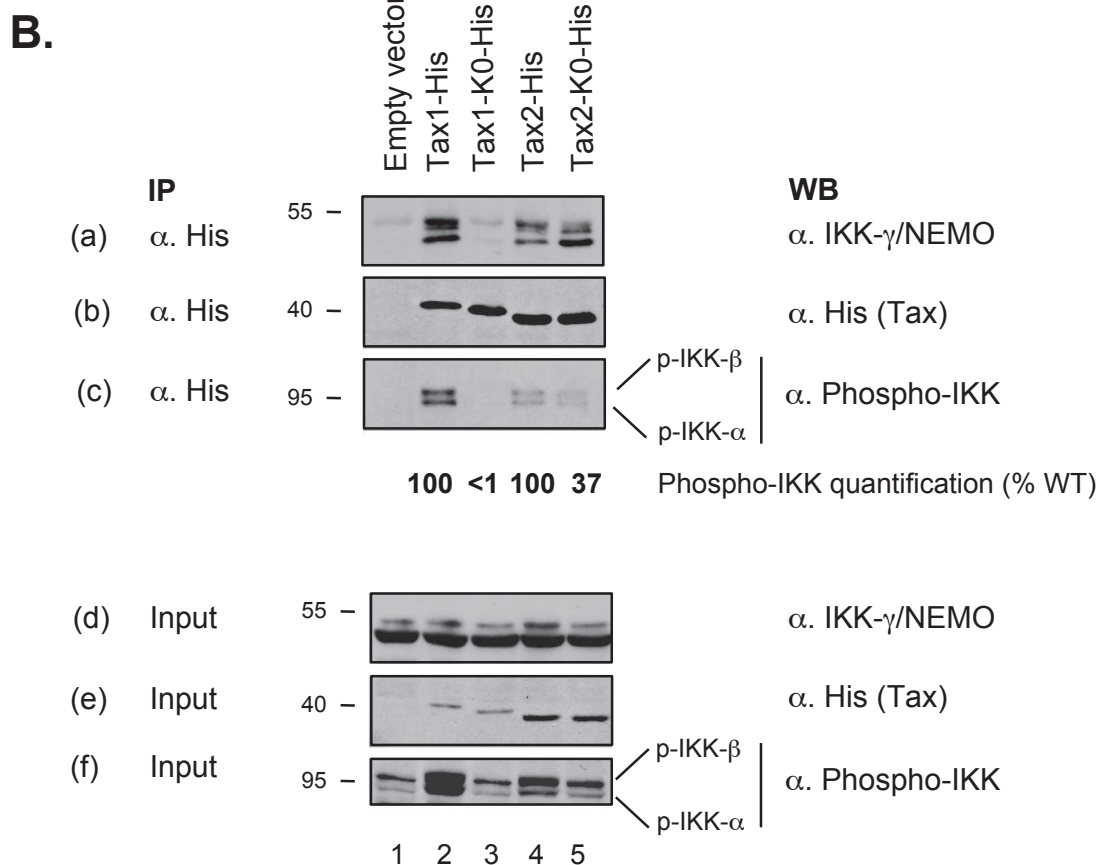 B.
Empty vector
Tax1-His
Tax1-K0-His
Tax2-His
Tax2-K0-His
IP
WB
(a) α. His 55 – α. IKK-γ/NEMO
(b) α. His 40 – α. His (Tax)
p-IKK-β
(c) α. His 95 – α. Phospho-IKK
p-IKK-α
100 <1 100 37 Phospho-IKK quantification (% WT)
(d) Input 55 – α. IKK-γ/NEMO
(e) Input 40 – α. His (Tax)
p-IKK-β
(f) Input 95 – α. Phospho-IKK
p-IKK-α
1 2 3 4 5